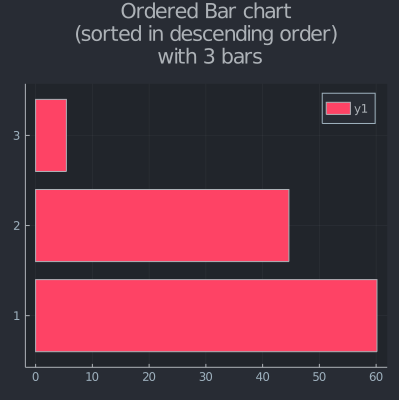 Ordered Bar chart
(sorted in descending order)
with 3 bars
y1
3
2
1
0 10 20 30 40 50 60